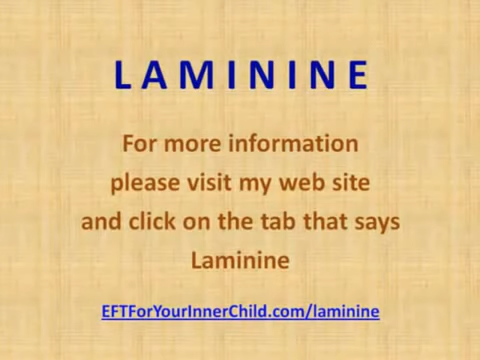 LAMININE
For more information
please visit my web site
and click on the tab that says
Laminine
EFTForYourInnerChild.com/laminine